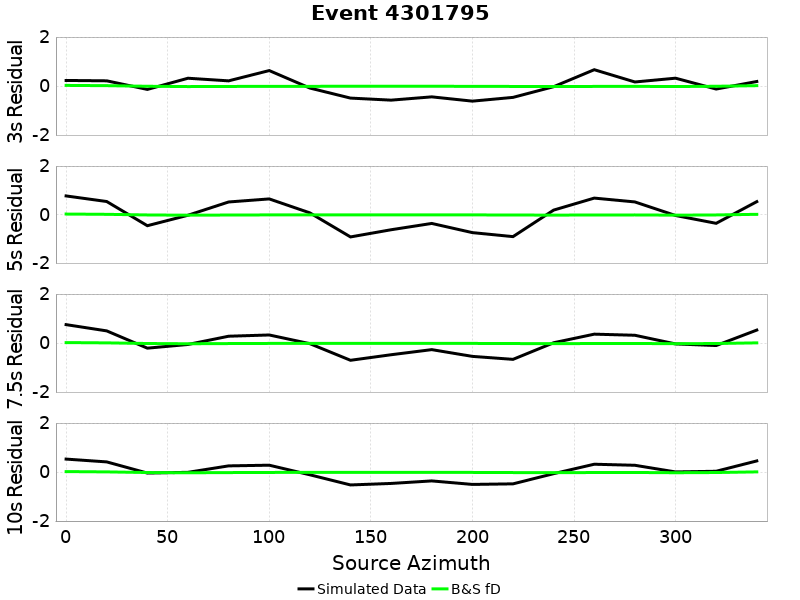 Event 4301795
3s Residual
2
0
-2
5s Residual
2
0
-2
7.5s Residual
2
0
-2
10s Residual
2
0
-2
0 50 100 150 200 250 300
Source Azimuth
Simulated Data B&S fD